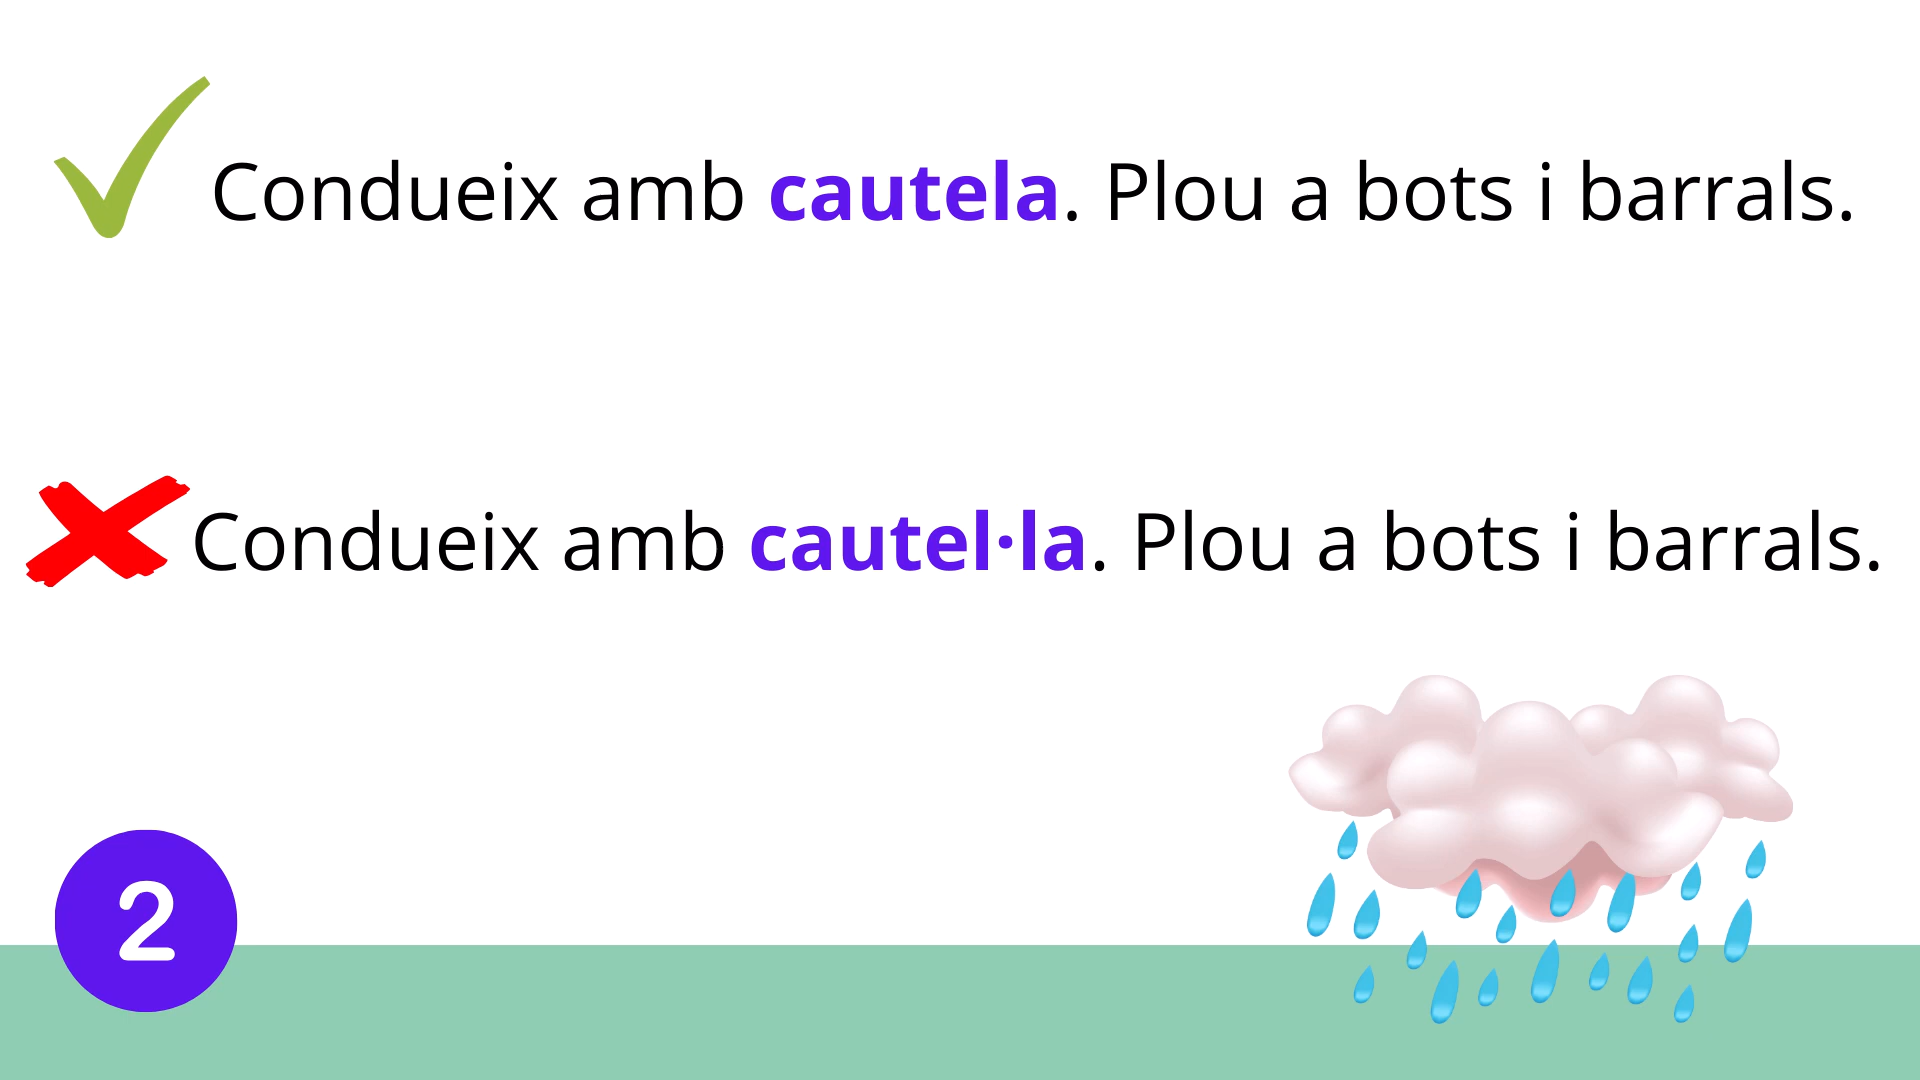 Condueix amb cautela. Plou a bots i barrals.
Condueix amb cautel·la. Plou a bots i barrals.
2